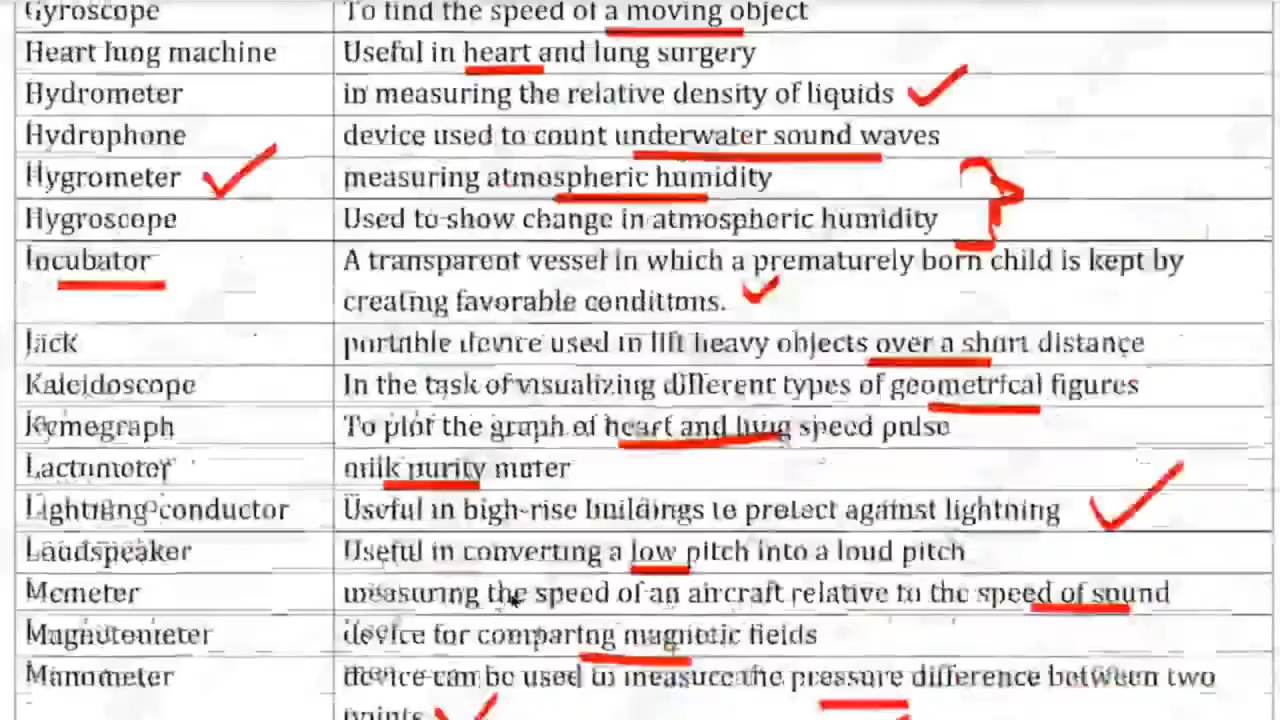 Gyroscope To find the speed of a moving object
Heart lung machine Useful in heart and lung surgery
Hydrometer in measuring the relative density of liquids
Hydrophone device used to count underwater sound waves
Hygrometer measuring atmospheric humidity
Hygroscope Used to show change in atmospheric humidity
Incubator A transparent vessel in which a prematurely born child is kept by
creating favorable conditions.
Jack portable device used to lift heavy objects over a short distance
Kaleidoscope In the task of visualizing different types of geometrical figures
Kymograph To plot the graph of heart and lung speed pulse
Lactometer milk purity meter
Lightning conductor Useful in high-rise buildings to protect against lightning
Loudspeaker Useful in converting a low pitch into a loud pitch
measuring the speed of an aircraft relative to the speed of sound
Magnetometer device for comparing magnetic fields
Manometer device can be used to measure the pressure difference between two
points